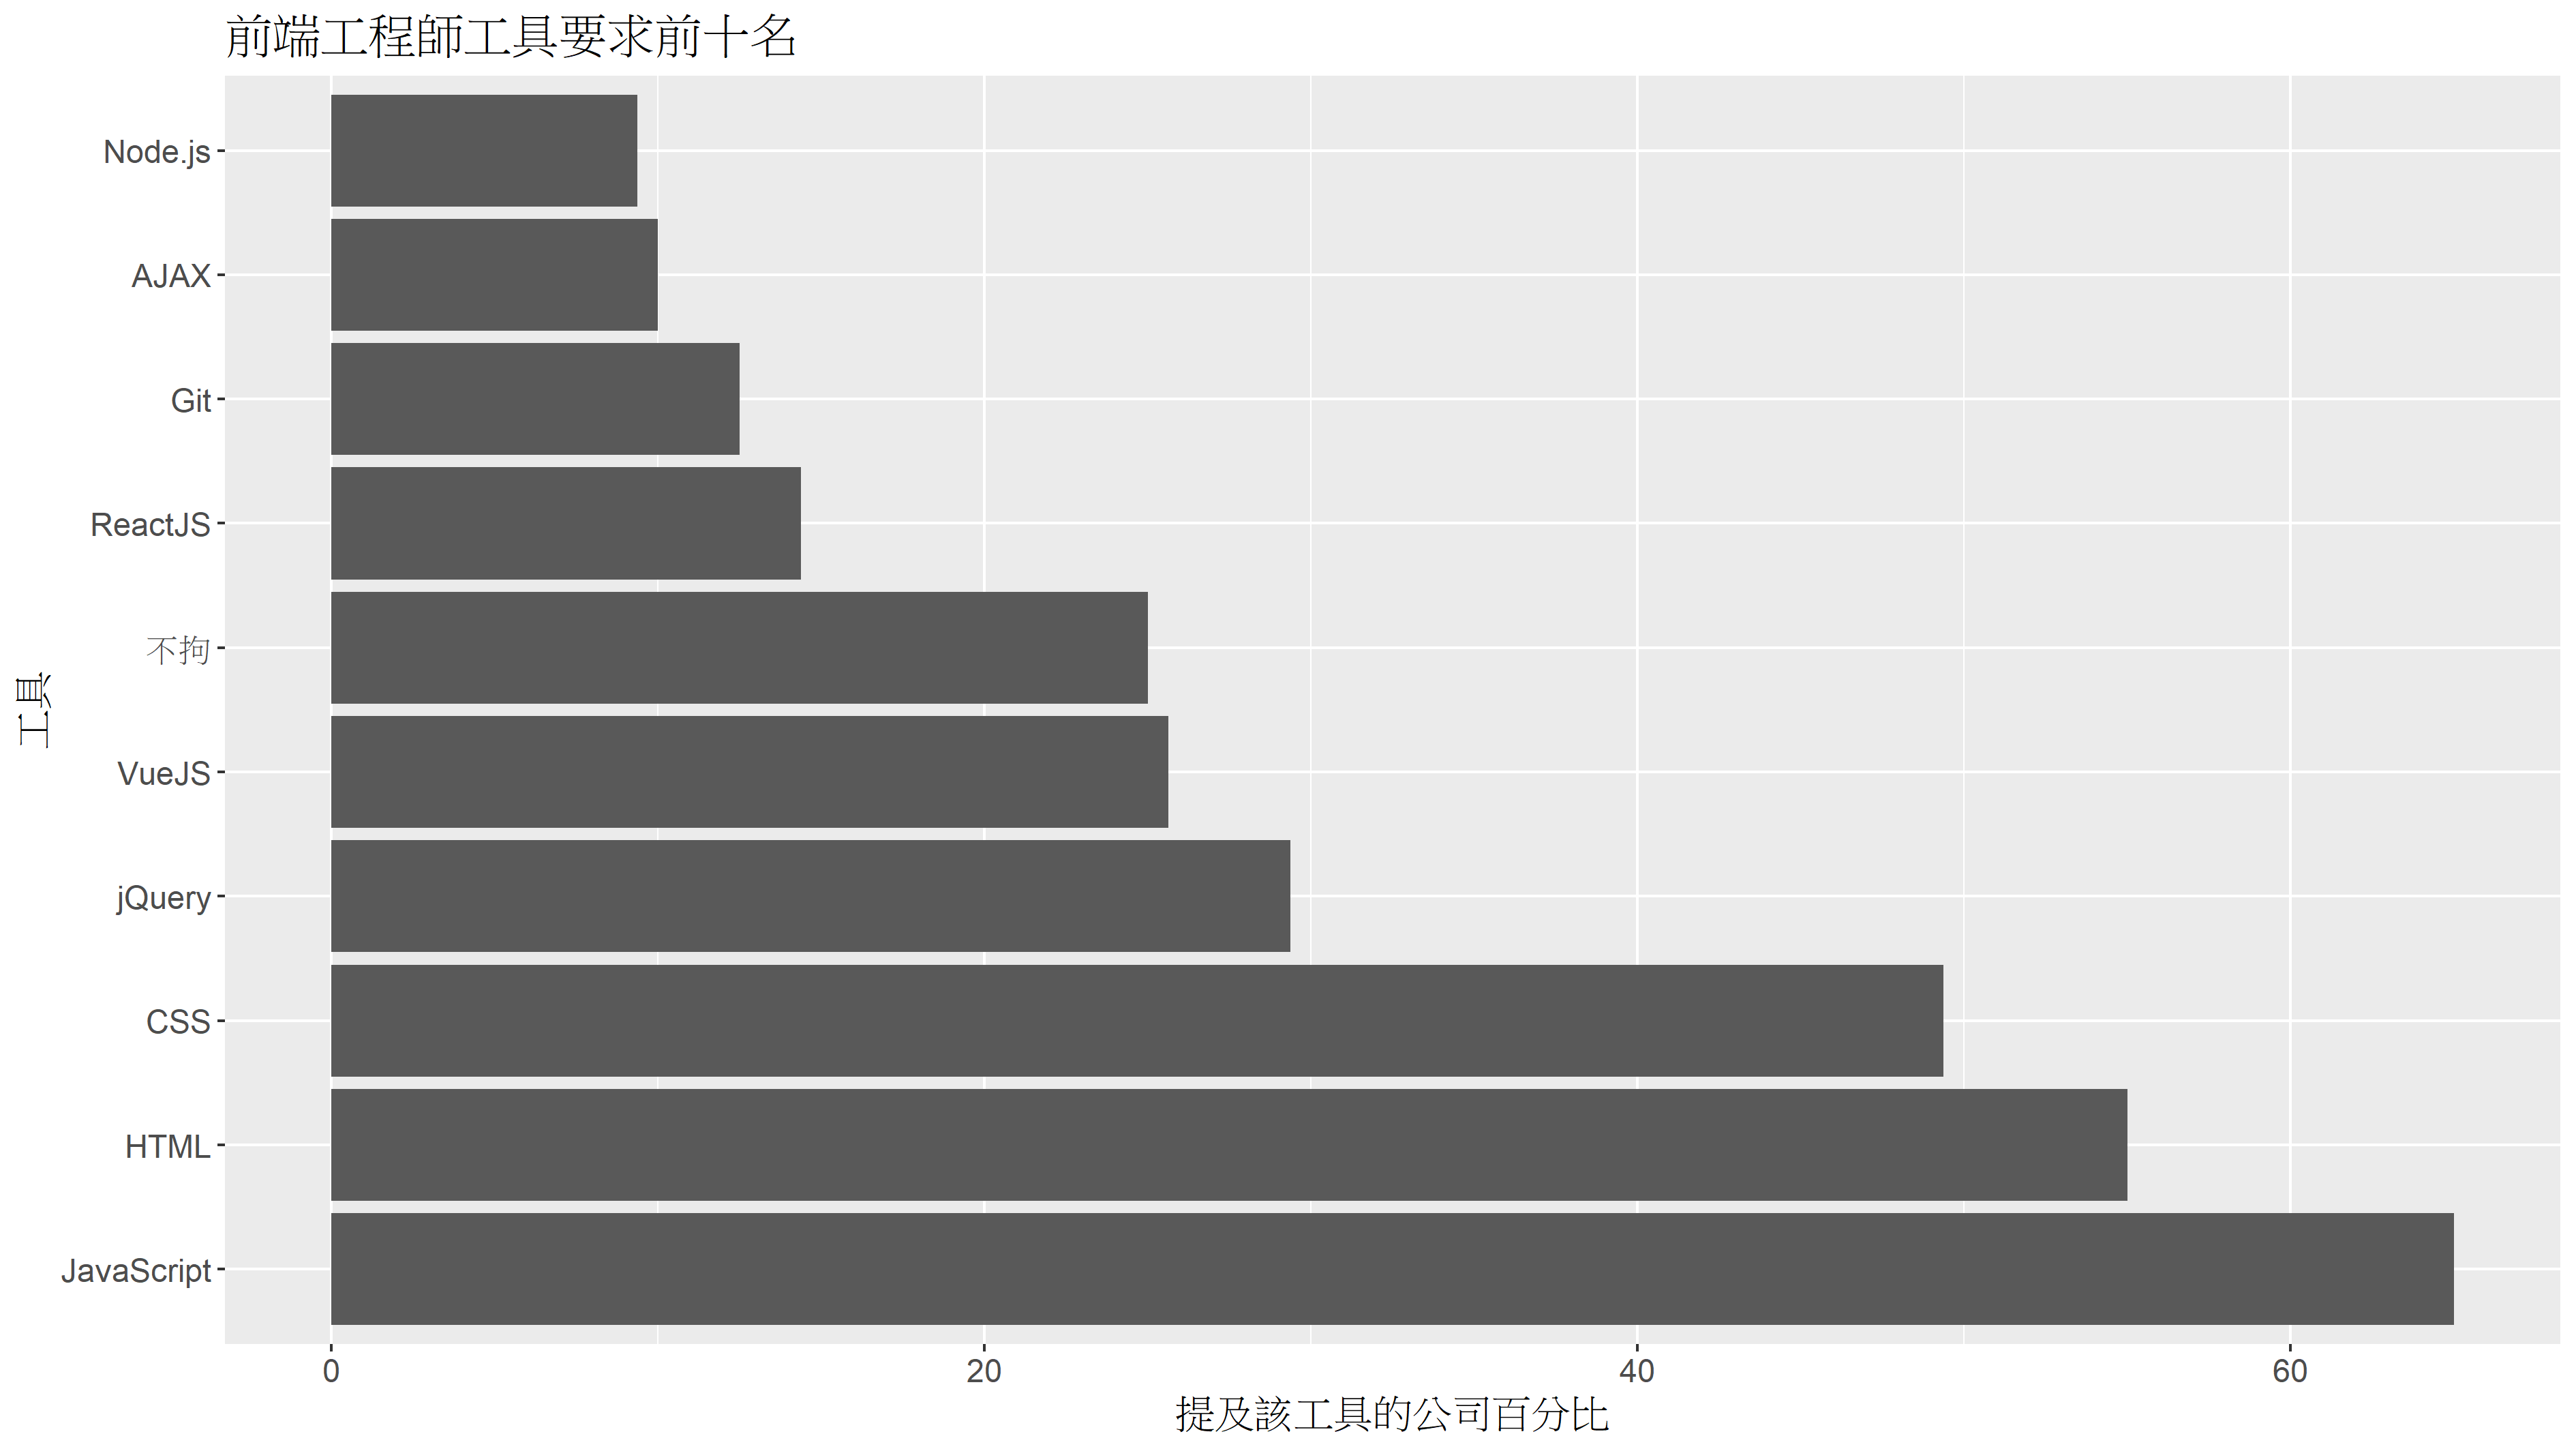 前端工程師工具要求前十名
工具
Node.js
AJAX
Git
ReactJS
不拘
VueJS
jQuery
CSS
HTML
JavaScript
0 20 40 60
提及該工具的公司百分比